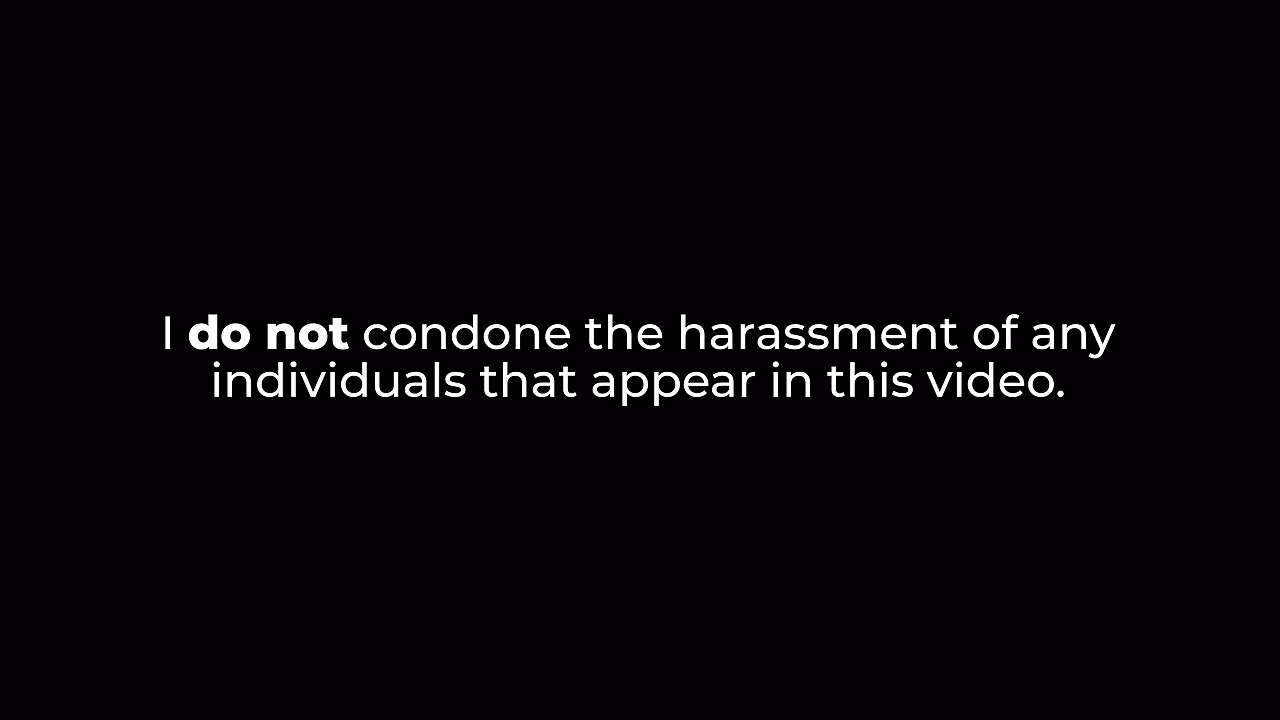 I do not condone the harassment of any
individuals that appear in this video.